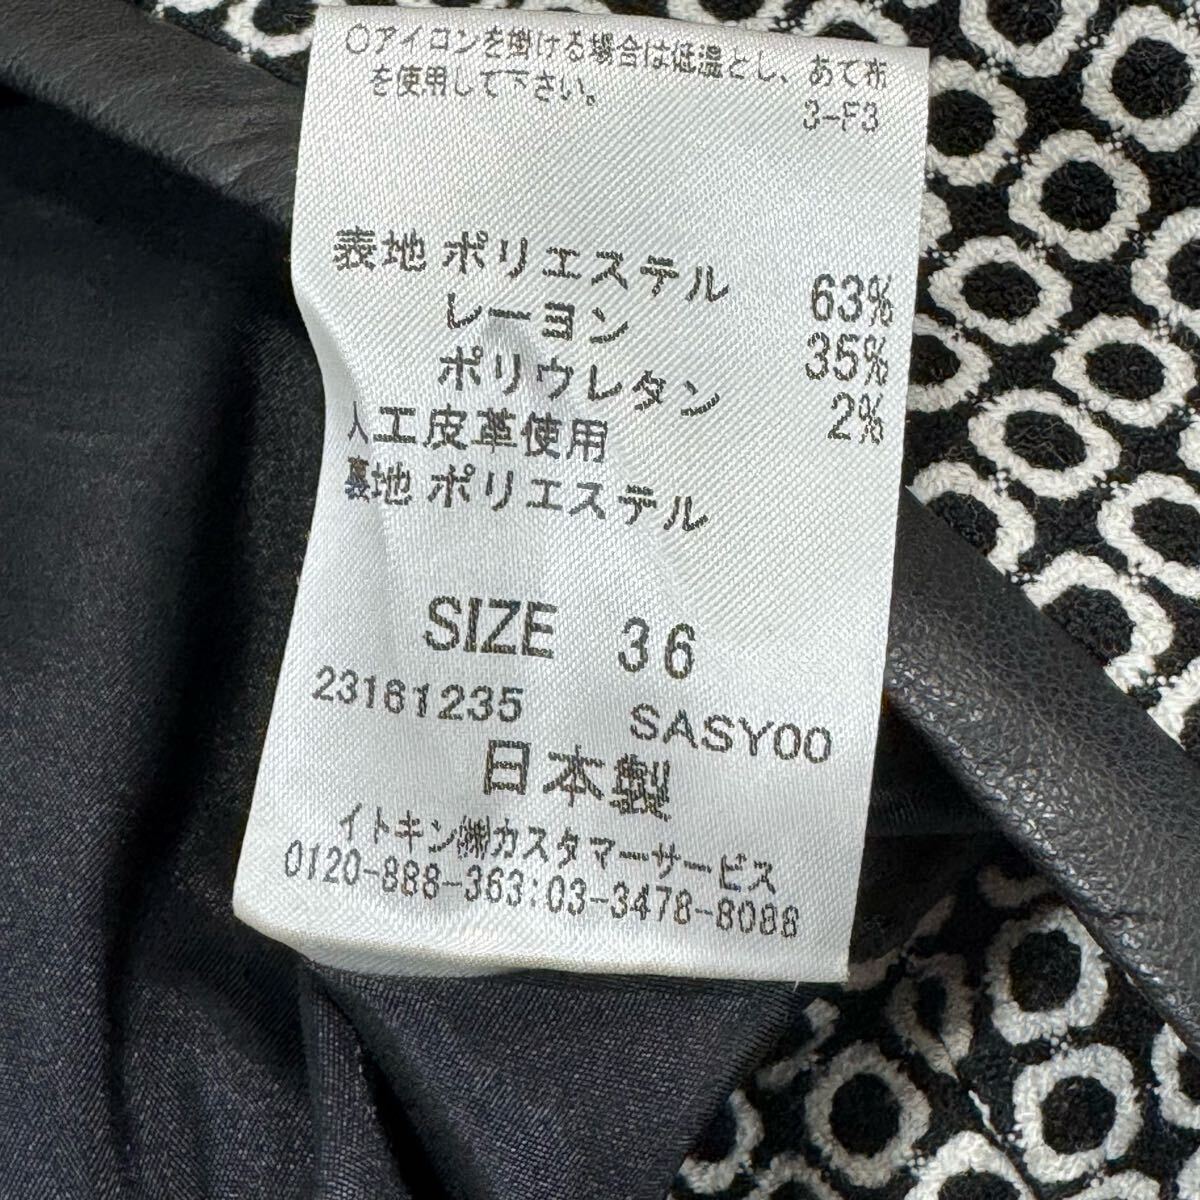 ○アイロンを掛ける場合は低温とし、あて布
を使用して下さい。
3-F3
表地 ポリエステル 63%
レーヨン 35%
ポリウレタン 2%
人工皮革使用
裏地 ポリエステル
SIZE 36
23161235 SASY00
日本製
イトキン㈱カスタマーサービス
0120-888-363:03-3478-8088